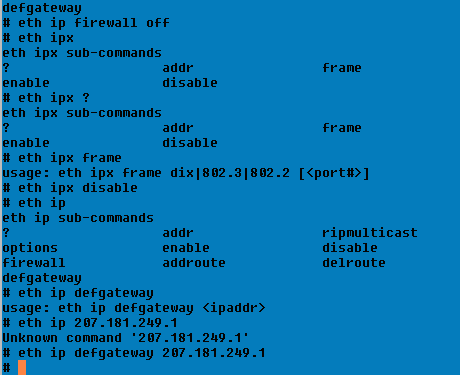 defgateway
# eth ip firewall off
# eth ipx
eth ipx sub-commands
? addr frame
enable disable
# eth ipx ?
eth ipx sub-commands
? addr frame
enable disable
# eth ipx frame
usage: eth ipx frame dix|802.3|802.2 [<port#>]
# eth ipx disable
# eth ip
eth ip sub-commands
? addr ripmulticast
options enable disable
firewall addroute delroute
defgateway
# eth ip defgateway
usage: eth ip defgateway <ipaddr>
# eth ip 207.181.249.1
Unknown command '207.181.249.1'
# eth ip defgateway 207.181.249.1
#